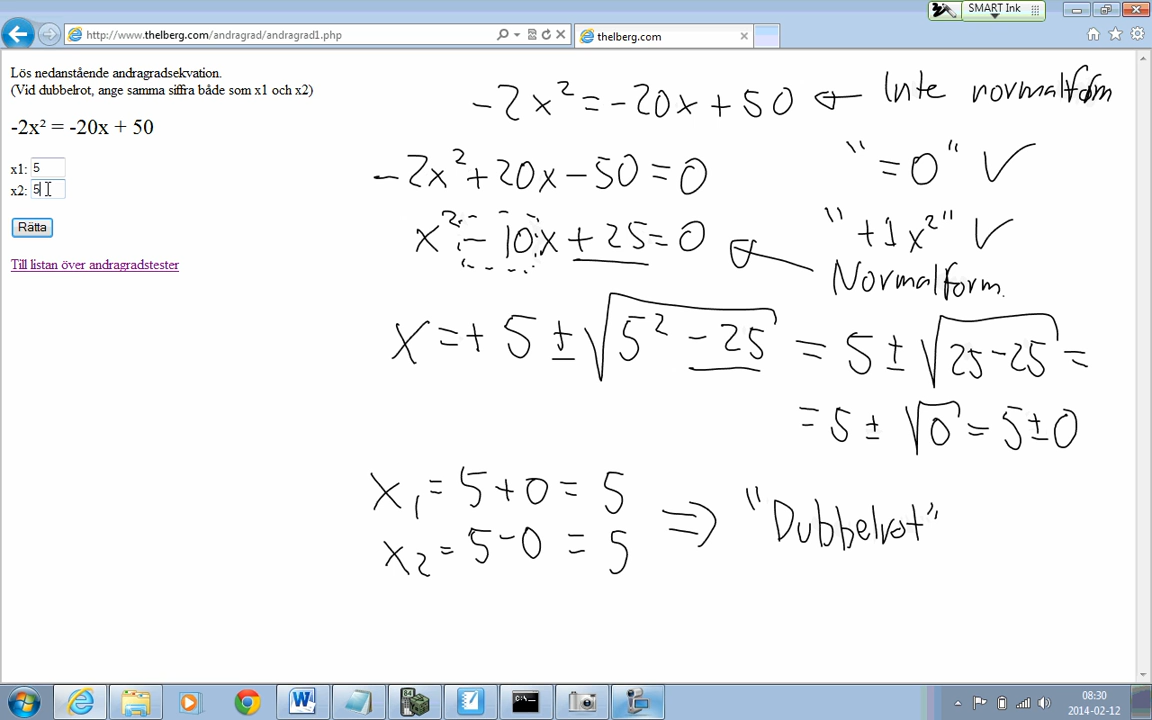 SMART Ink
http://www.thelberg.com/andragrad/andragrad1.php
thelberg.com
Lös nedanstående andragradsekvation.
(Vid dubbelrot, ange samma siffra både som x1 och x2)
-2x² = -20x + 50
x1: 5
x2: 5
Rätta
Till listan över andragradstester
-2x² = -20x + 50 ← Inte normalform
-2x² + 20x - 50 = 0 "=0" √
x² - 10x + 25 = 0 ← "+1x²" √
Normalform.
x = + 5 ± √(5² - 25) = 5 ± √(25-25) =
= 5 ± √0 = 5 ± 0
x₁ = 5 + 0 = 5
x₂ = 5 - 0 = 5 ⇒ "Dubbelrot"
08:30
2014-02-12